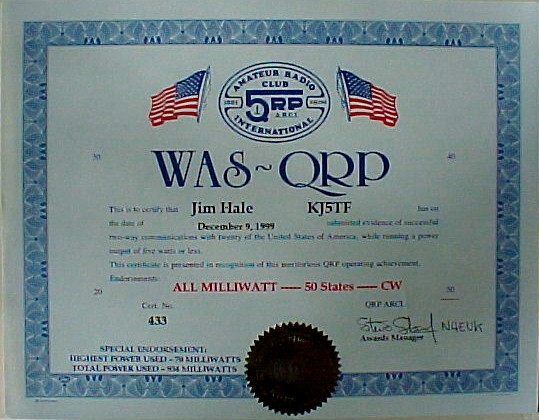 AMATEUR RADIO
CLUB
QRP
A.R.C.I.
INTERNATIONAL
30
40
WAS~QRP
This is to certify that Jim Hale KJ5TF has on
the date of December 9, 1999 submitted evidence of successful
two-way communications with twenty of the United States of America, while running a power
output of five watts or less.
This certificate is presented in recognition of this meritorious QRP operating achievement.
Endorsements:
20
ALL MILLIWATT ---- 50 States ---- CW
50
Cert. No.
QRP ARCI
433
N4EUK
Awards Manager
SPECIAL ENDORSEMENT:
HIGHEST POWER USED - 70 MILLIWATTS
TOTAL POWER USED - 934 MILLIWATTS